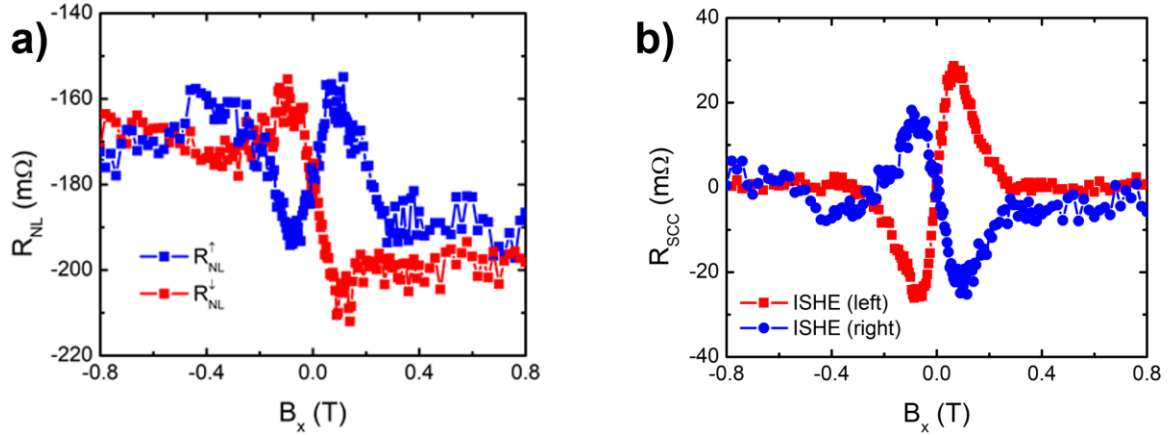 a)
-160
-180
-200
-220
R_NL (mΩ)
R_NL^↑
R_NL^↓
-0.8
-0.4
0.0
0.4
0.8
B_x (T)
b)
40
20
0
-20
-40
R_SCC (mΩ)
ISHE (left)
ISHE (right)
-0.8
-0.4
0.0
0.4
0.8
B_x (T)